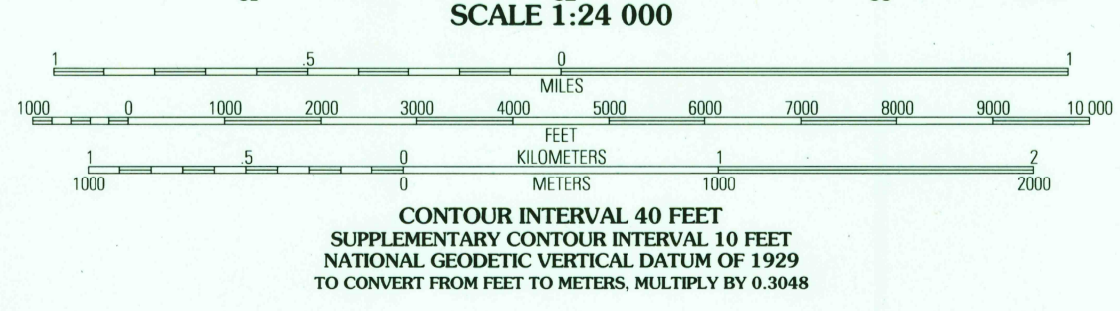 SCALE 1:24 000
1 .5 0 1
MILES
1000 0 1000 2000 3000 4000 5000 6000 7000 8000 9000 10 000
FEET
1 .5 0 KILOMETERS 1 2
1000 0 METERS 1000 2000
CONTOUR INTERVAL 40 FEET
SUPPLEMENTARY CONTOUR INTERVAL 10 FEET
NATIONAL GEODETIC VERTICAL DATUM OF 1929
TO CONVERT FROM FEET TO METERS, MULTIPLY BY 0.3048